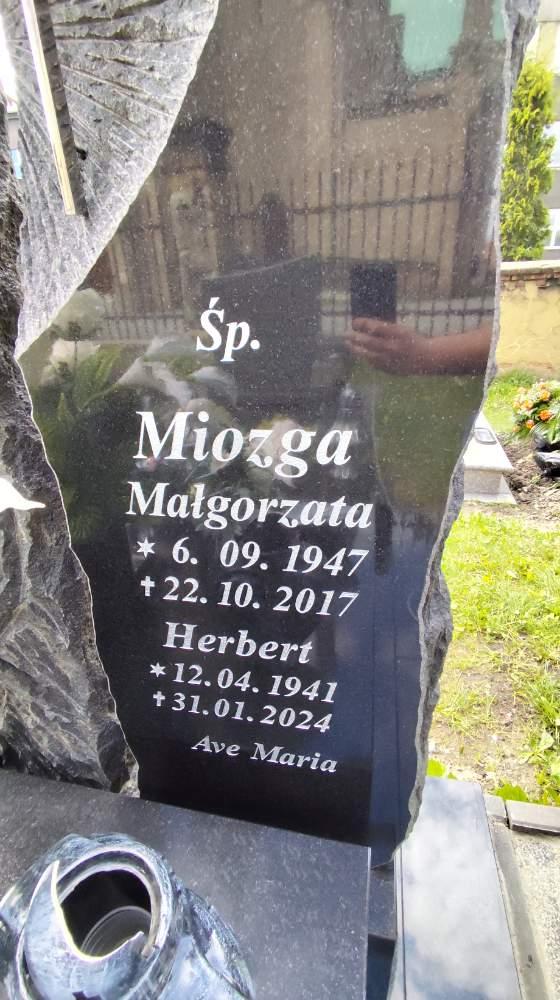 Śp.
Miozga
Małgorzata
* 6. 09. 1947
✝ 22. 10. 2017
Herbert
* 12.04. 1941
✝ 31.01. 2024
Ave Maria